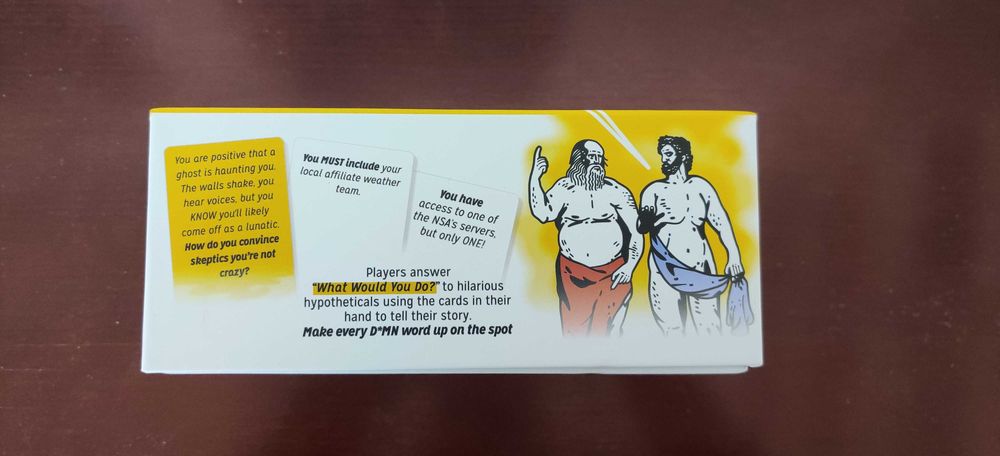 You are positive that a
ghost is haunting you.
The walls shake, you
hear voices, but you
KNOW you'll likely
come off as a lunatic.
How do you convince
skeptics you're not
crazy?
You MUST include your
local affiliate weather
team.
You have
access to one of
the NSA's servers,
but only ONE!
Players answer
"What Would You Do?" to hilarious
hypotheticals using the cards in their
hand to tell their story.
Make every D*MN word up on the spot